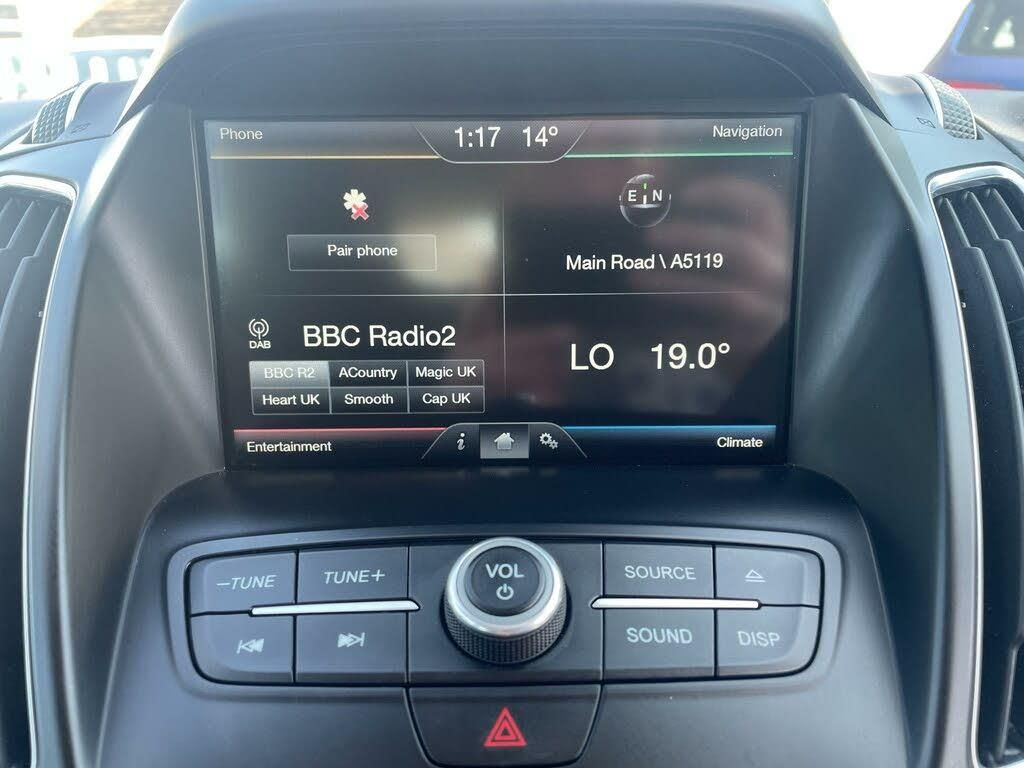 Phone
1:17 14°
Navigation
E N
Pair phone
Main Road \ A5119
DAB
BBC Radio2
LO 19.0°
BBC R2 ACountry Magic UK
Heart UK Smooth Cap UK
Entertainment
i
Climate
–TUNE TUNE+
VOL
SOURCE
SOUND
DISP